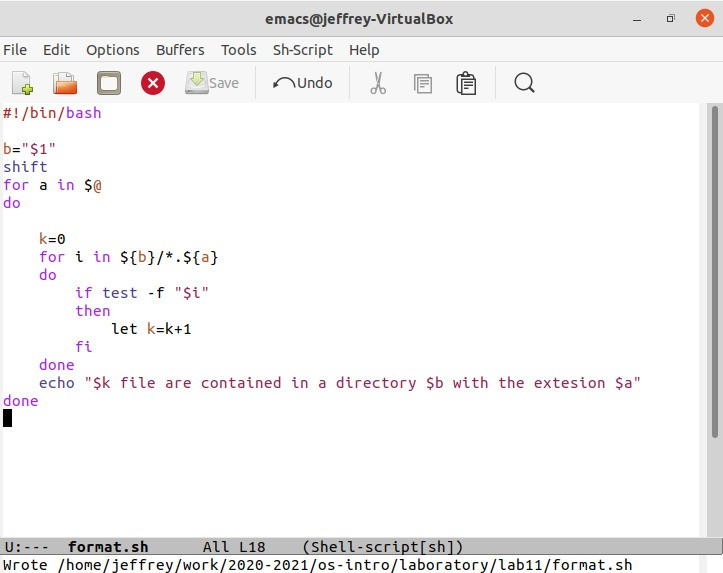 emacs@jeffrey-VirtualBox
File Edit Options Buffers Tools Sh-Script Help
Save Undo
#!/bin/bash
b="$1"
shift
for a in $@
do
    k=0
    for i in ${b}/*.${a}
    do
        if test -f "$i"
        then
            let k=k+1
        fi
    done
    echo "$k file are contained in a directory $b with the extesion $a"
done
U:--- format.sh All L18 (Shell-script[sh])
Wrote /home/jeffrey/work/2020-2021/os-intro/laboratory/lab11/format.sh